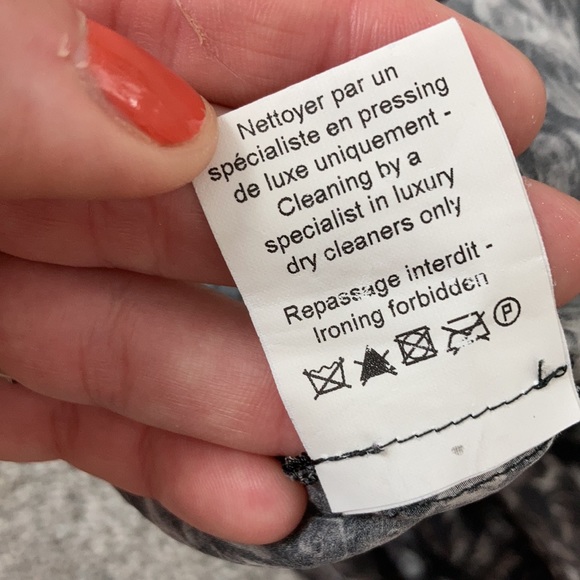 Nettoyer par un
spécialiste en pressing
de luxe uniquement -
Cleaning by a
specialist in luxury
dry cleaners only
Repassage interdit -
Ironing forbidden
P